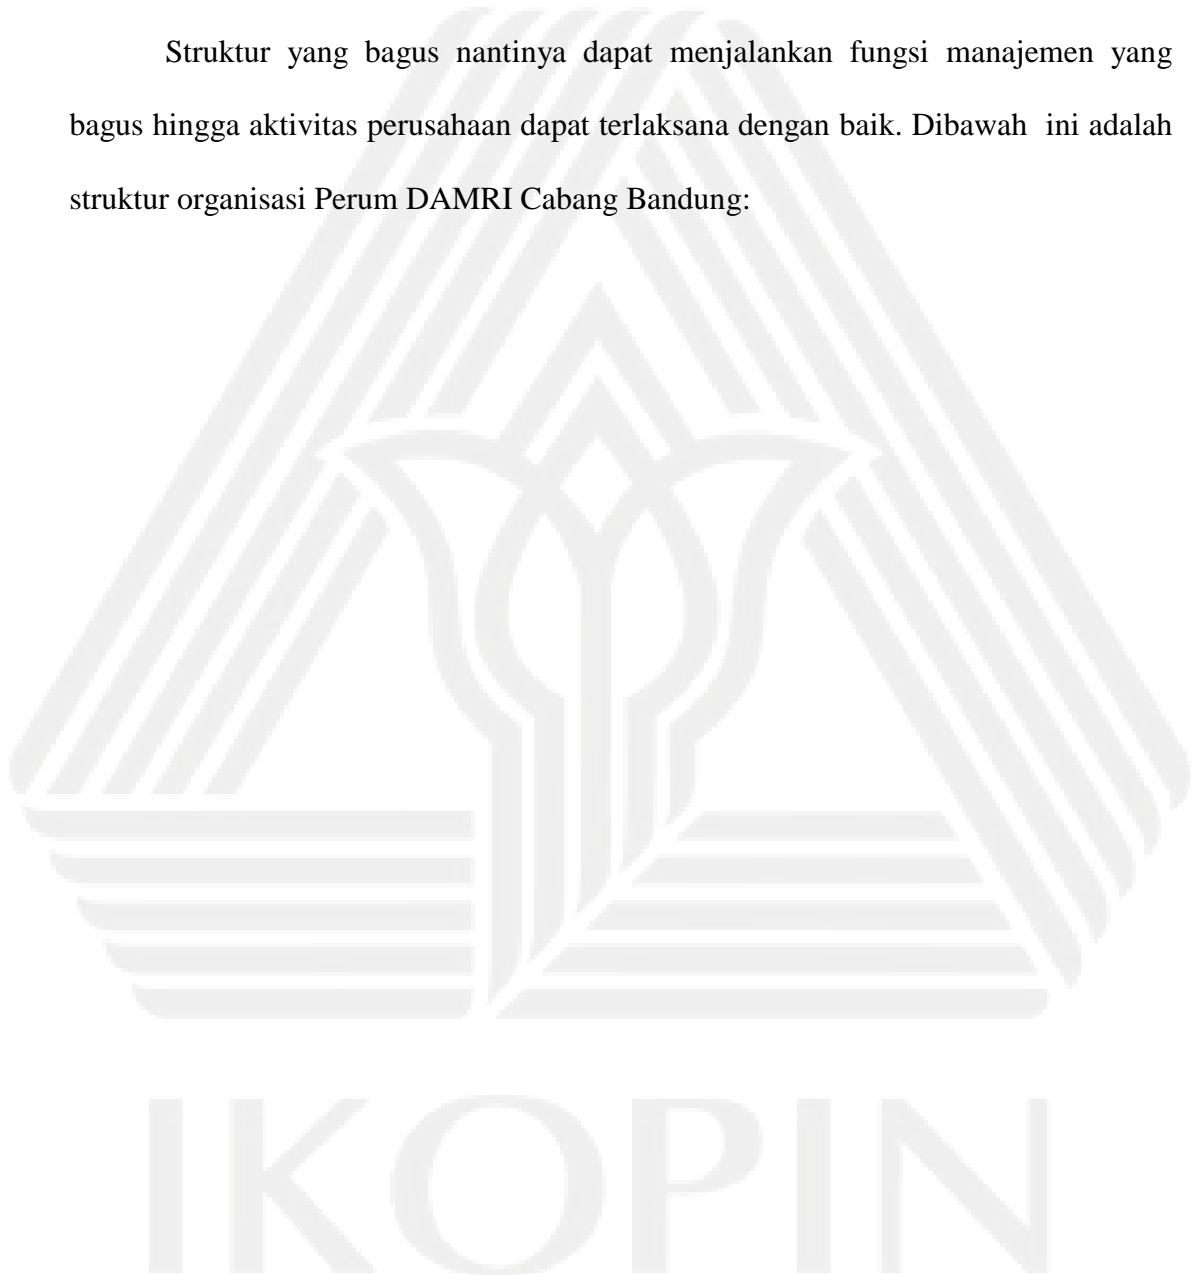 Struktur yang bagus nantinya dapat menjalankan fungsi manajemen yang
bagus hingga aktivitas perusahaan dapat terlaksana dengan baik. Dibawah ini adalah
struktur organisasi Perum DAMRI Cabang Bandung:
IKOPIN